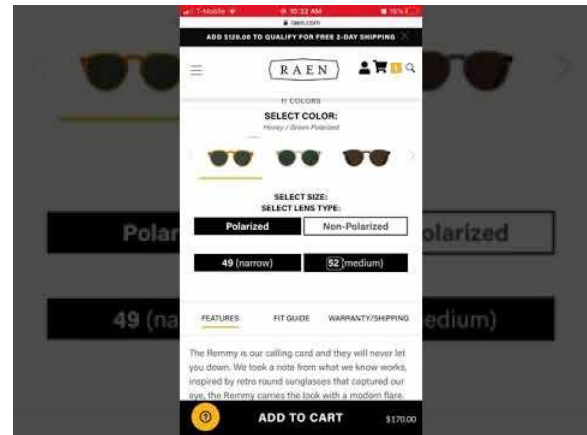 T-Mobile
10:32 AM
raen.com
ADD $129.00 TO QUALIFY FOR FREE 2-DAY SHIPPING
RAEN
1
11 COLORS
SELECT COLOR:
Honey / Green Polarized
SELECT SIZE:
SELECT LENS TYPE:
Polarized Non-Polarized
49 (narrow) 52 (medium)
FEATURES FIT GUIDE WARRANTY/SHIPPING
The Remmy is our calling card and they will never let
you down. We took a note from what we know works,
inspired by retro round sunglasses that captured our
eye, the Remmy carries the look with a modern flare.
ADD TO CART $170.00
Polar
olarized
49 (na
edium)